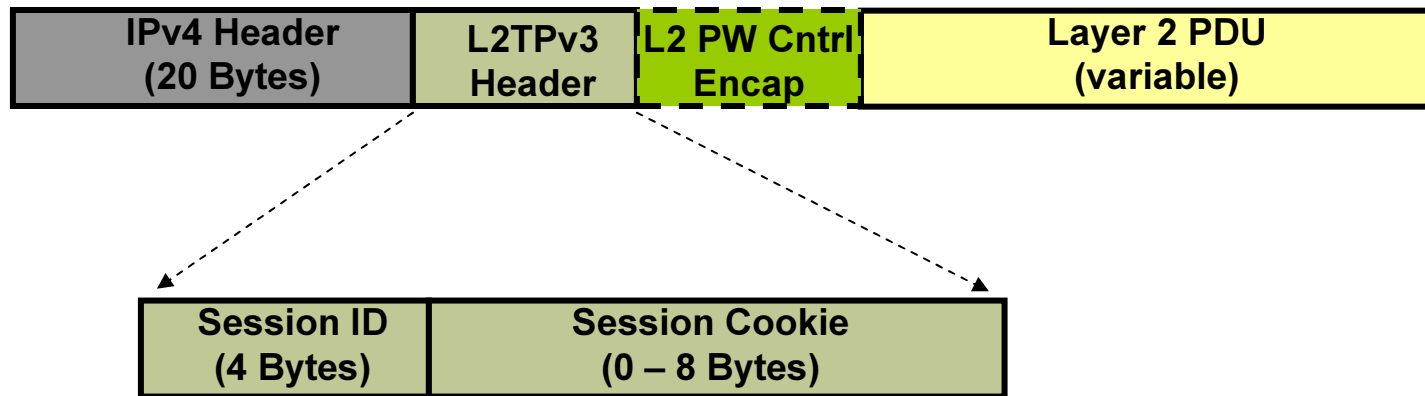 IPv4 Header
(20 Bytes)
L2TPv3
Header
L2 PW Cntrl
Encap
Layer 2 PDU
(variable)
Session ID
(4 Bytes)
Session Cookie
(0 – 8 Bytes)